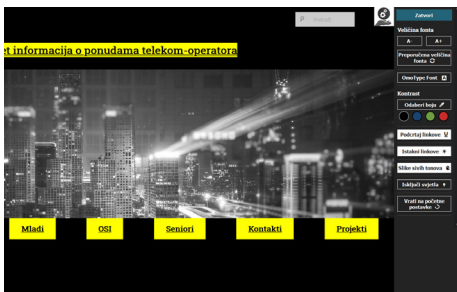 Pretraži
et informacija o ponudama telekom-operatora
Mladi
OSI
Seniori
Kontakti
Projekti
Zatvori
Veličina fonta
A-
A+
Preporučena veličina
fonta
OmoType Font
Kontrast
Odaberi boju
Podcrtaj linkove
Istakni linkove
Slike sivih tonova
Isključi svjetla
Vrati na početne
postavke